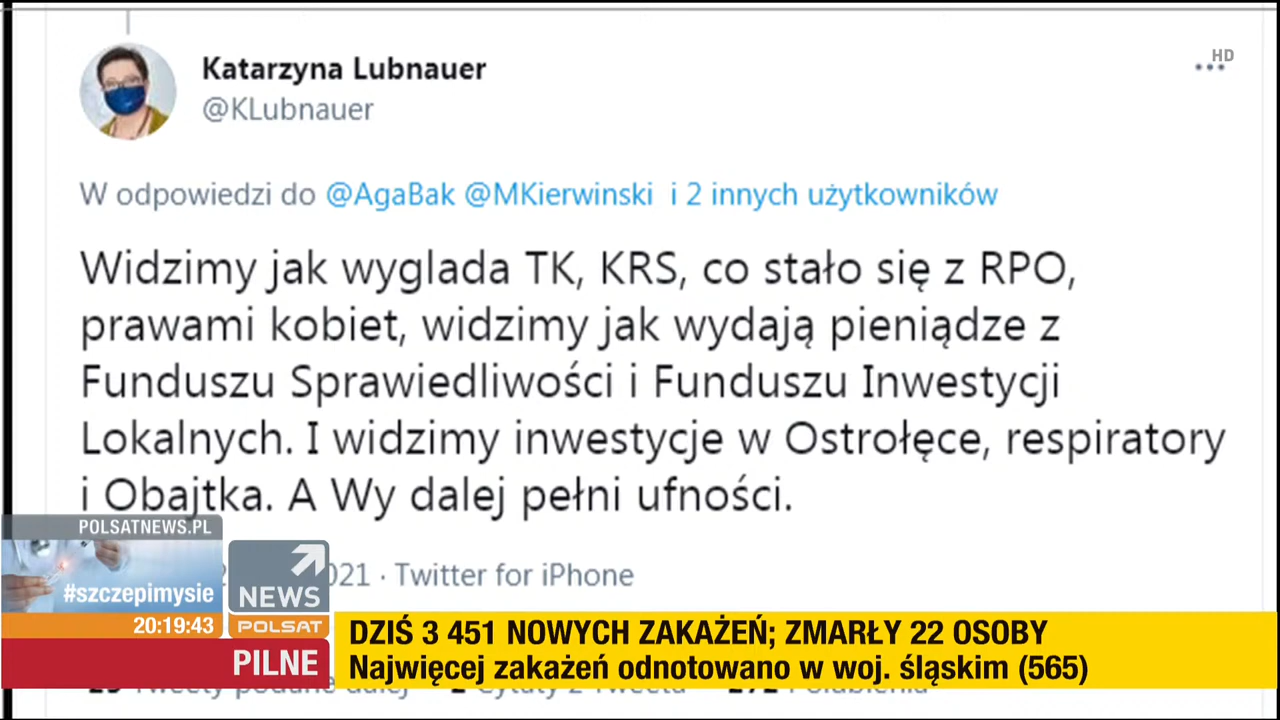 HD
Katarzyna Lubnauer
@KLubnauer
W odpowiedzi do @AgaBak @MKierwinski i 2 innych użytkowników
Widzimy jak wyglada TK, KRS, co stało się z RPO,
prawami kobiet, widzimy jak wydają pieniądze z
Funduszu Sprawiedliwości i Funduszu Inwestycji
Lokalnych. I widzimy inwestycje w Ostrołęce, respiratory
i Obajtka. A Wy dalej pełni ufności.
· Twitter for iPhone
POLSATNEWS.PL
#szczepimysie
20:19:43
NEWS
POLSAT
PILNE
DZIŚ 3 451 NOWYCH ZAKAŻEŃ; ZMARŁY 22 OSOBY
Najwięcej zakażeń odnotowano w woj. śląskim (565)